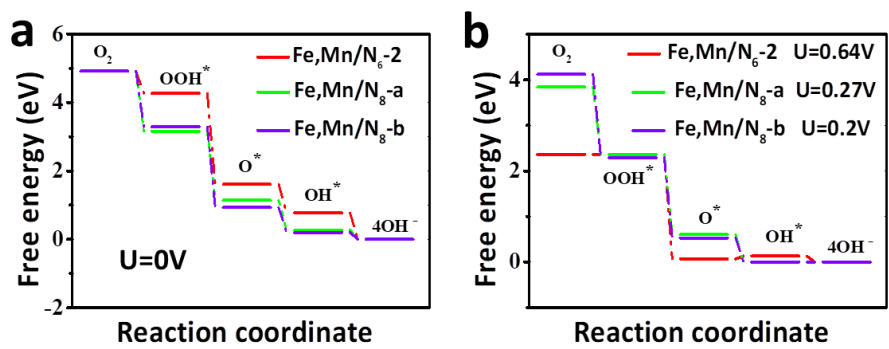 a
6
4
2
0
-2
Free energy (eV)
O₂
OOH*
O*
OH*
4OH⁻
Fe,Mn/N₆-2
Fe,Mn/N₈-a
Fe,Mn/N₈-b
U=0V
Reaction coordinate
b
4
2
0
Free energy (eV)
O₂
OOH*
O*
OH*
4OH⁻
Fe,Mn/N₆-2 U=0.64V
Fe,Mn/N₈-a U=0.27V
Fe,Mn/N₈-b U=0.2V
Reaction coordinate